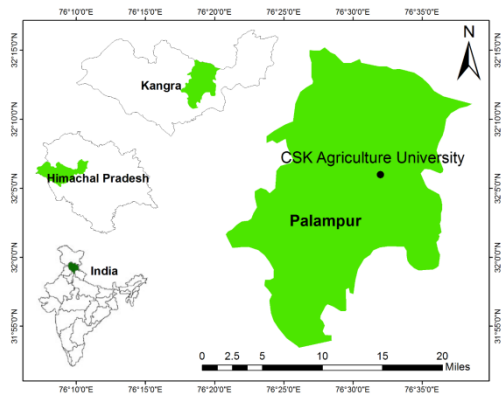 76°10'0"E 76°15'0"E 76°20'0"E 76°25'0"E 76°30'0"E 76°35'0"E
N
32°15'0"N
32°15'0"N
32°10'0"N
32°10'0"N
32°5'0"N
32°5'0"N
32°0'0"N
32°0'0"N
31°55'0"N
31°55'0"N
Kangra
CSK Agriculture University
Himachal Pradesh
Palampur
India
0 2.5 5 10 15 20
Miles
76°10'0"E 76°15'0"E 76°20'0"E 76°25'0"E 76°30'0"E 76°35'0"E